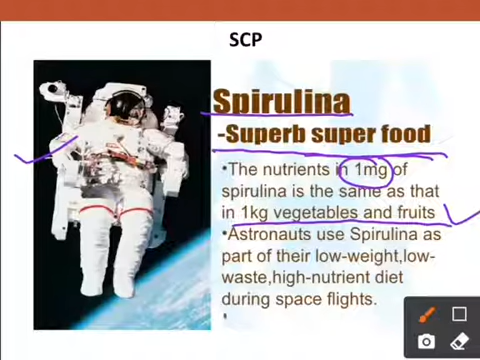 SCP
Spirulina
-Superb super food
•The nutrients in 1mg of
spirulina is the same as that
in 1kg vegetables and fruits
•Astronauts use Spirulina as
part of their low-weight,low-
waste,high-nutrient diet
during space flights.